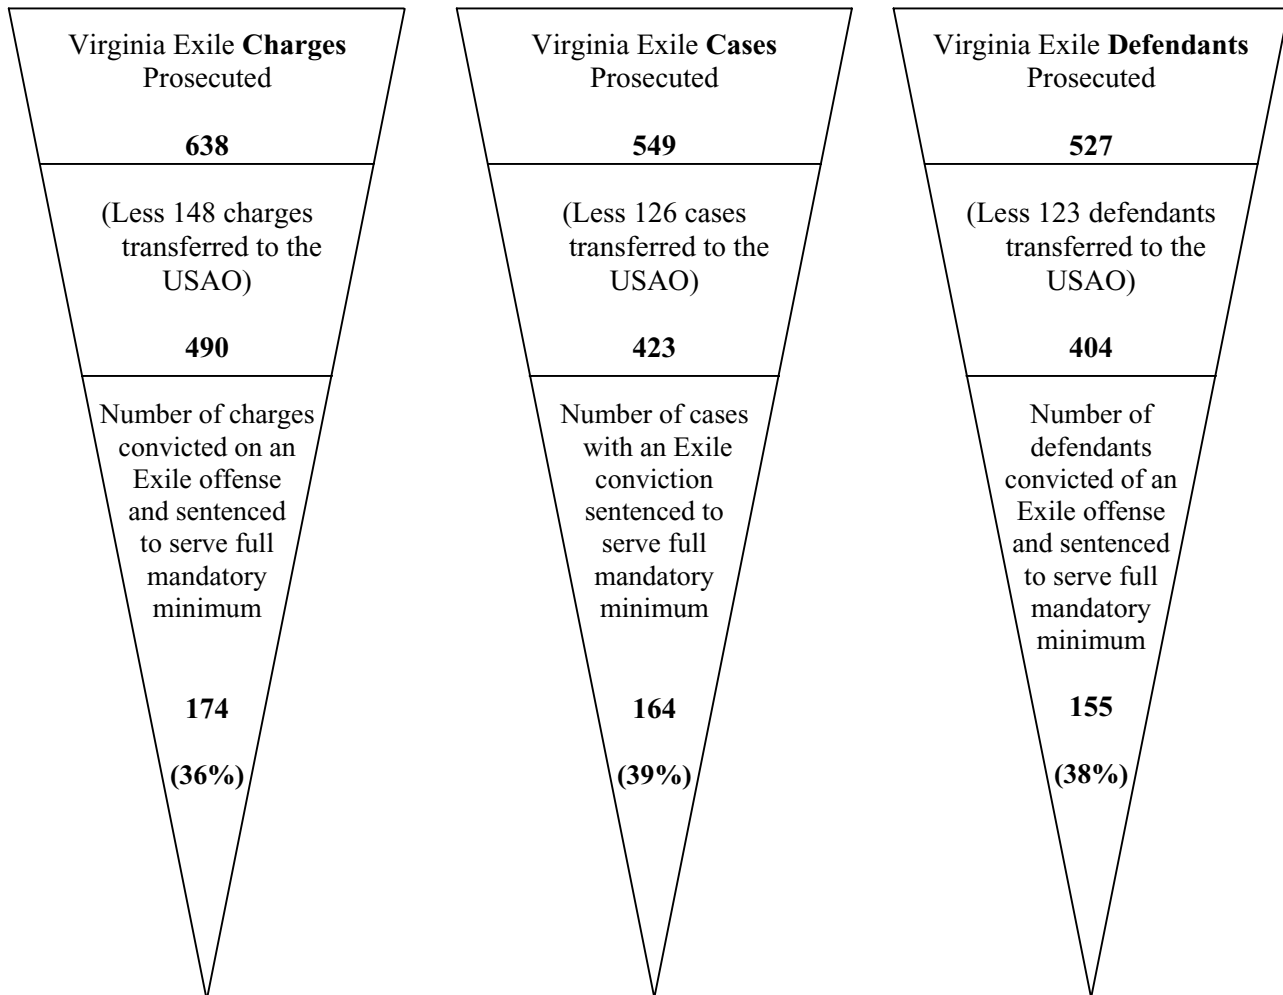 Virginia Exile Charges
Prosecuted
638
(Less 148 charges
transferred to the
USAO)
490
Number of charges
convicted on an
Exile offense
and sentenced
to serve full
mandatory
minimum
174
(36%)
Virginia Exile Cases
Prosecuted
549
(Less 126 cases
transferred to the
USAO)
423
Number of cases
with an Exile
conviction
sentenced to
serve full
mandatory
minimum
164
(39%)
Virginia Exile Defendants
Prosecuted
527
(Less 123 defendants
transferred to the
USAO)
404
Number of
defendants
convicted of an
Exile offense
and sentenced
to serve full
mandatory
minimum
155
(38%)